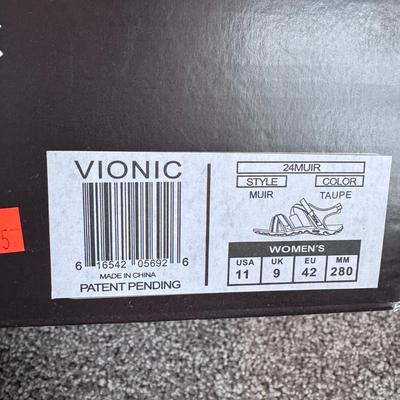 VIONIC
6 16542 05692 6
MADE IN CHINA
PATENT PENDING
24MUIR
STYLE COLOR
MUIR TAUPE
WOMEN'S
USA UK EU MM
11 9 42 280
5